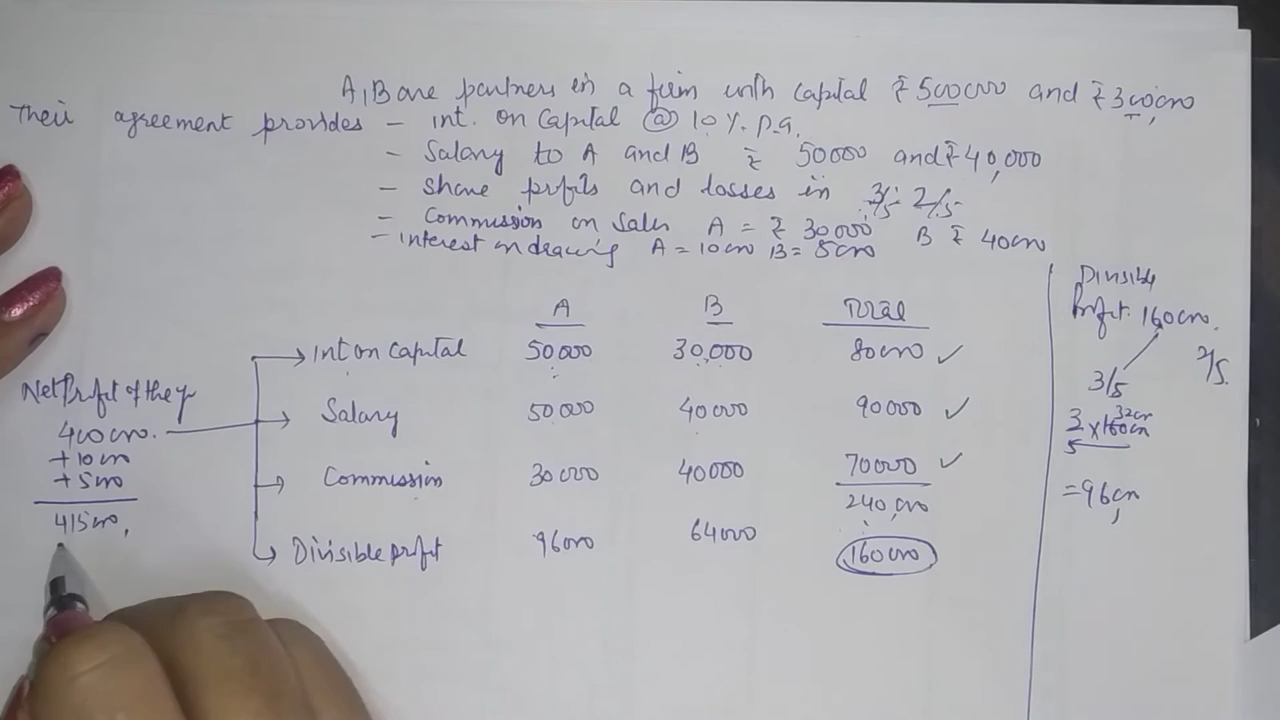 A, B are partners in a firm with capital ₹ 500000 and ₹ 300,000
Their agreement provides - int. on capital @ 10 %. p.a.
- Salary to A and B ₹ 50000 and ₹ 40,000
- Share profits and losses in 3/5 2/5
- Commission on Sales A = ₹ 30000 B ₹ 40000
- interest on drawing A = 10000 B = 5000
A B Total
Int on Capital 50000 30,000 80000 ✓
Salary 50000 40000 90000 ✓
Commission 30000 40000 70000 ✓
240,000
Divisible profit 96000 64000 160000
Net Profit of the yr
400000.
+ 10000
+ 5000
415000,
Divisible
Profit. 160000.
3/5 2/5.
3/5 x 160000 32000
= 96000,